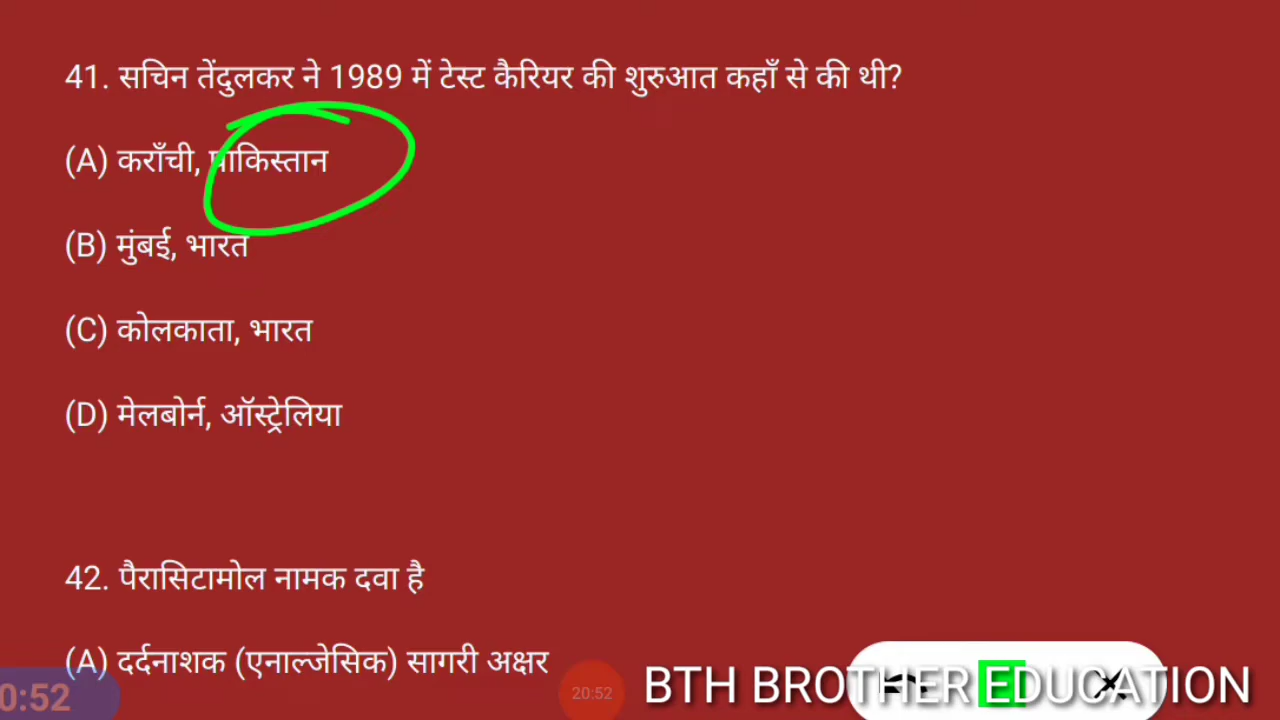 41. सचिन तेंदुलकर ने 1989 में टेस्ट कैरियर की शुरुआत कहाँ से की थी?
(A) कराँची, पाकिस्तान
(B) मुंबई, भारत
(C) कोलकाता, भारत
(D) मेलबोर्न, ऑस्ट्रेलिया
42. पैरासिटामोल नामक दवा है
(A) दर्दनाशक (एनाल्जेसिक) सागरी अक्षर
0:52
20:52
BTH BROTHER EDUCATION